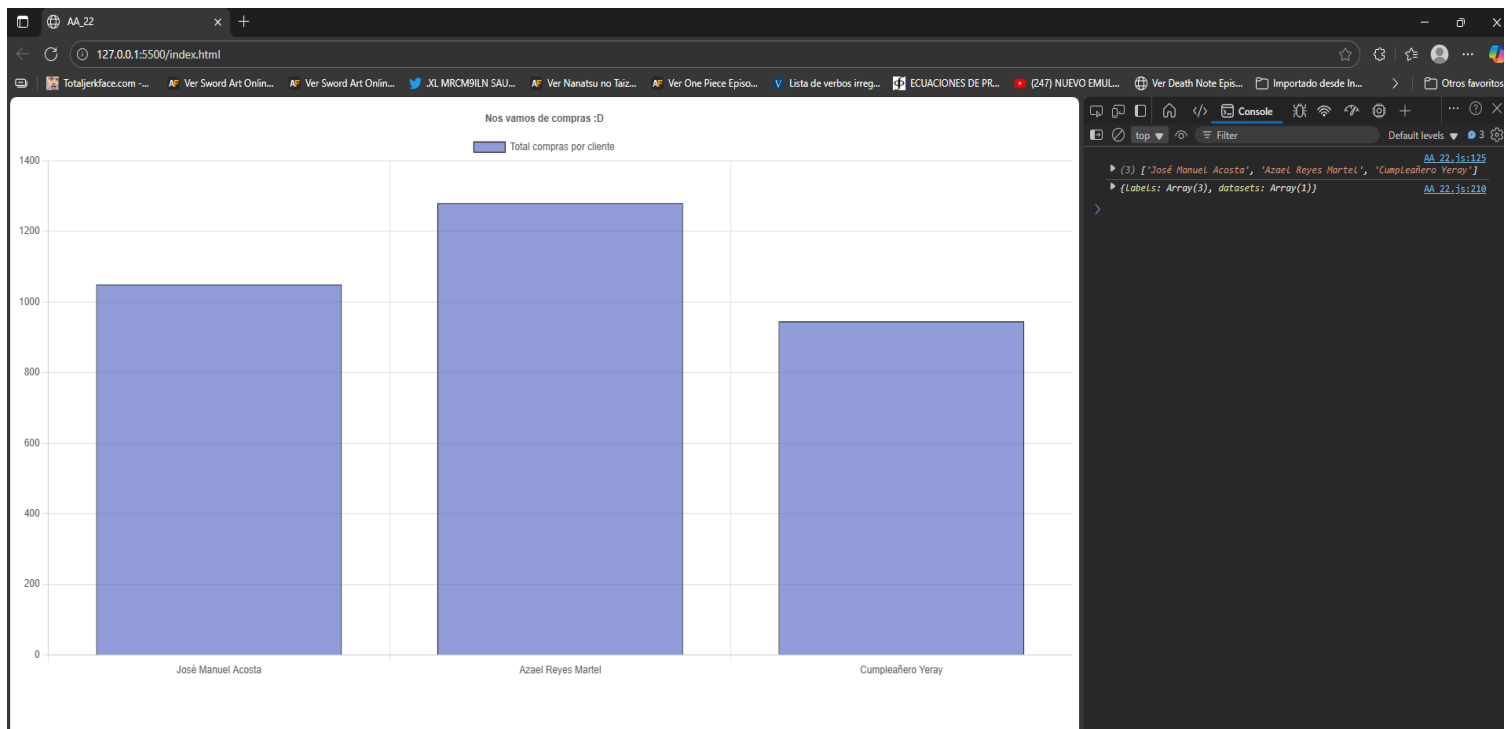 AA_22
127.0.0.1:5500/index.html
Totaljerkface.com -...
Ver Sword Art Onlin...
Ver Sword Art Onlin...
.XL MRCM9ILN SAU...
Ver Nanatsu no Taiz...
Ver One Piece Episo...
V Lista de verbos irreg...
ECUACIONES DE PR...
(247) NUEVO EMUL...
Ver Death Note Epis...
Importado desde In...
Otros favoritos
Nos vamos de compras :D
Total compras por cliente
1400
1200
1000
800
600
400
200
0
José Manuel Acosta
Azael Reyes Martel
Cumpleañero Yeray
Console
top
Filter
Default levels
3
AA_22.js:125
(3) ['José Manuel Acosta', 'Azael Reyes Martel', 'Cumpleañero Yeray']
{labels: Array(3), datasets: Array(1)}
AA_22.js:210